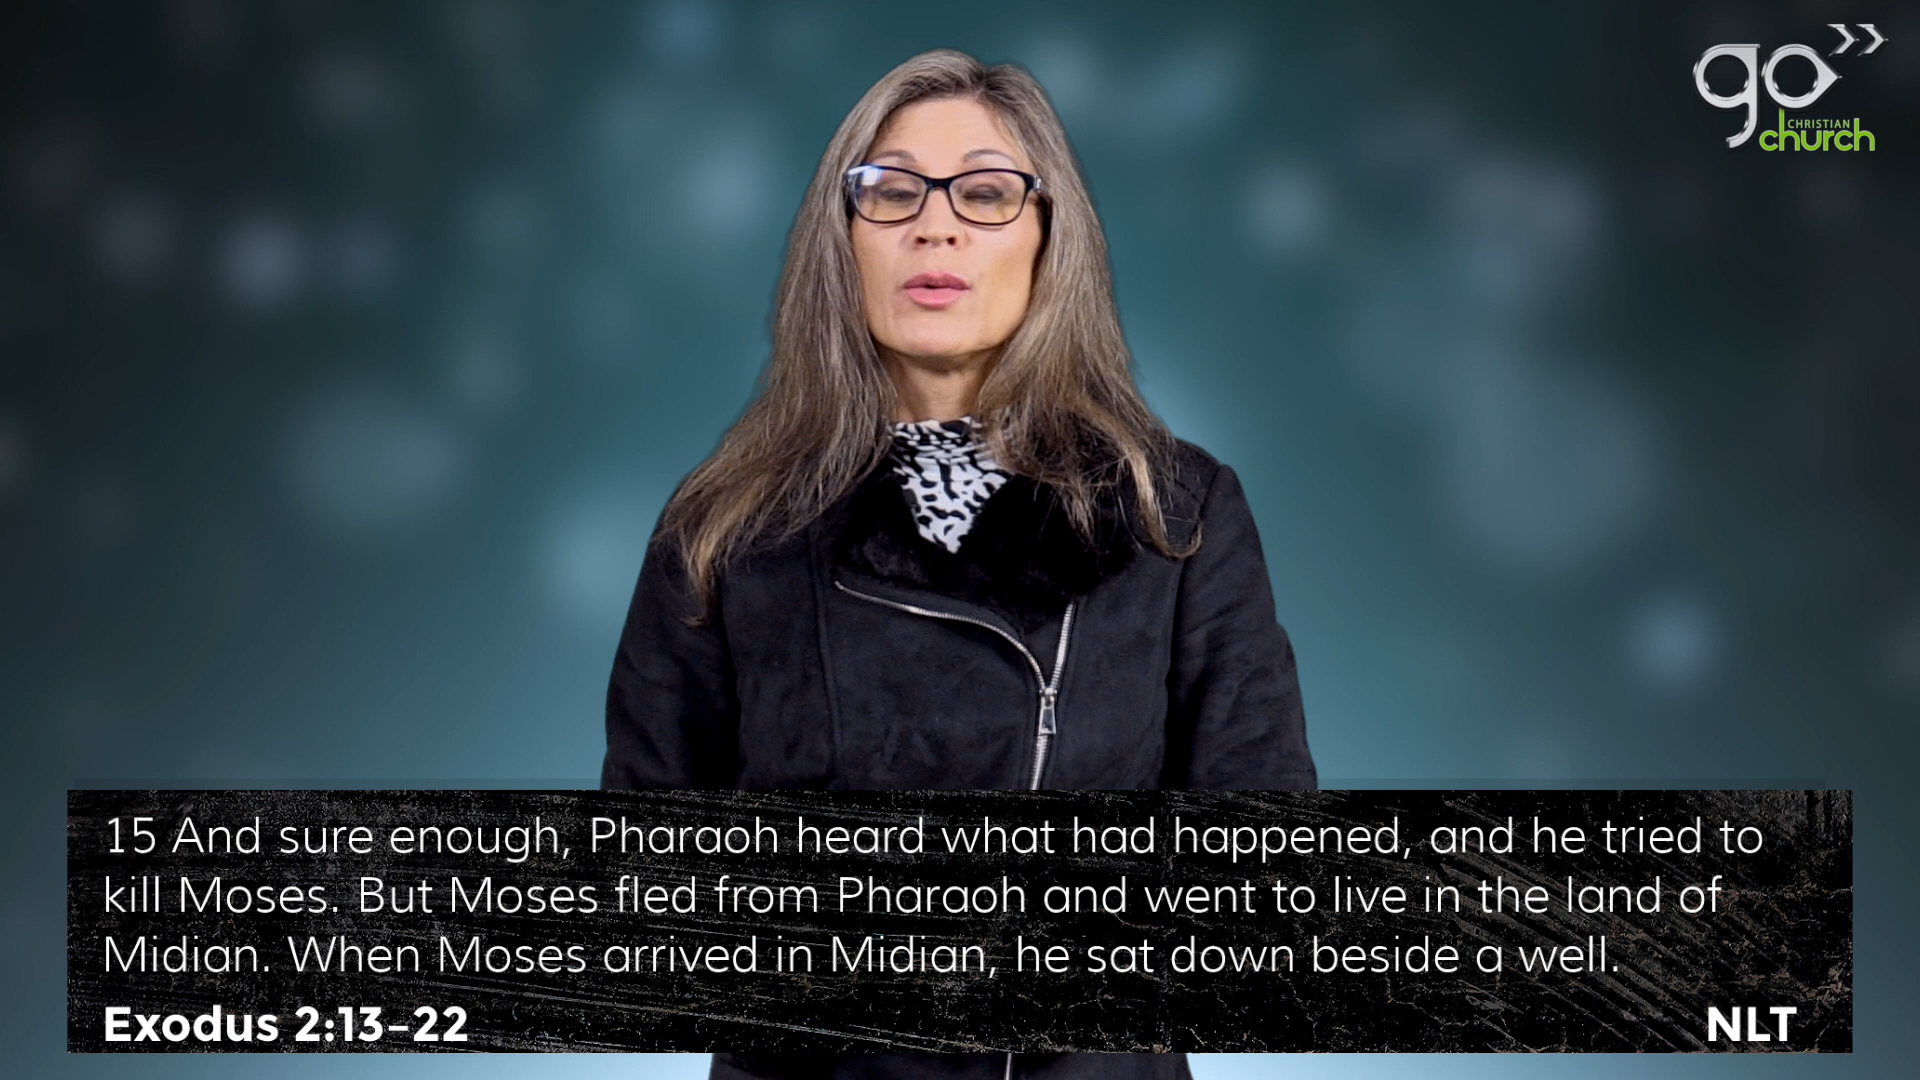 go
CHRISTIAN
church
15 And sure enough, Pharaoh heard what had happened, and he tried to
kill Moses. But Moses fled from Pharaoh and went to live in the land of
Midian. When Moses arrived in Midian, he sat down beside a well.
Exodus 2:13-22 NLT